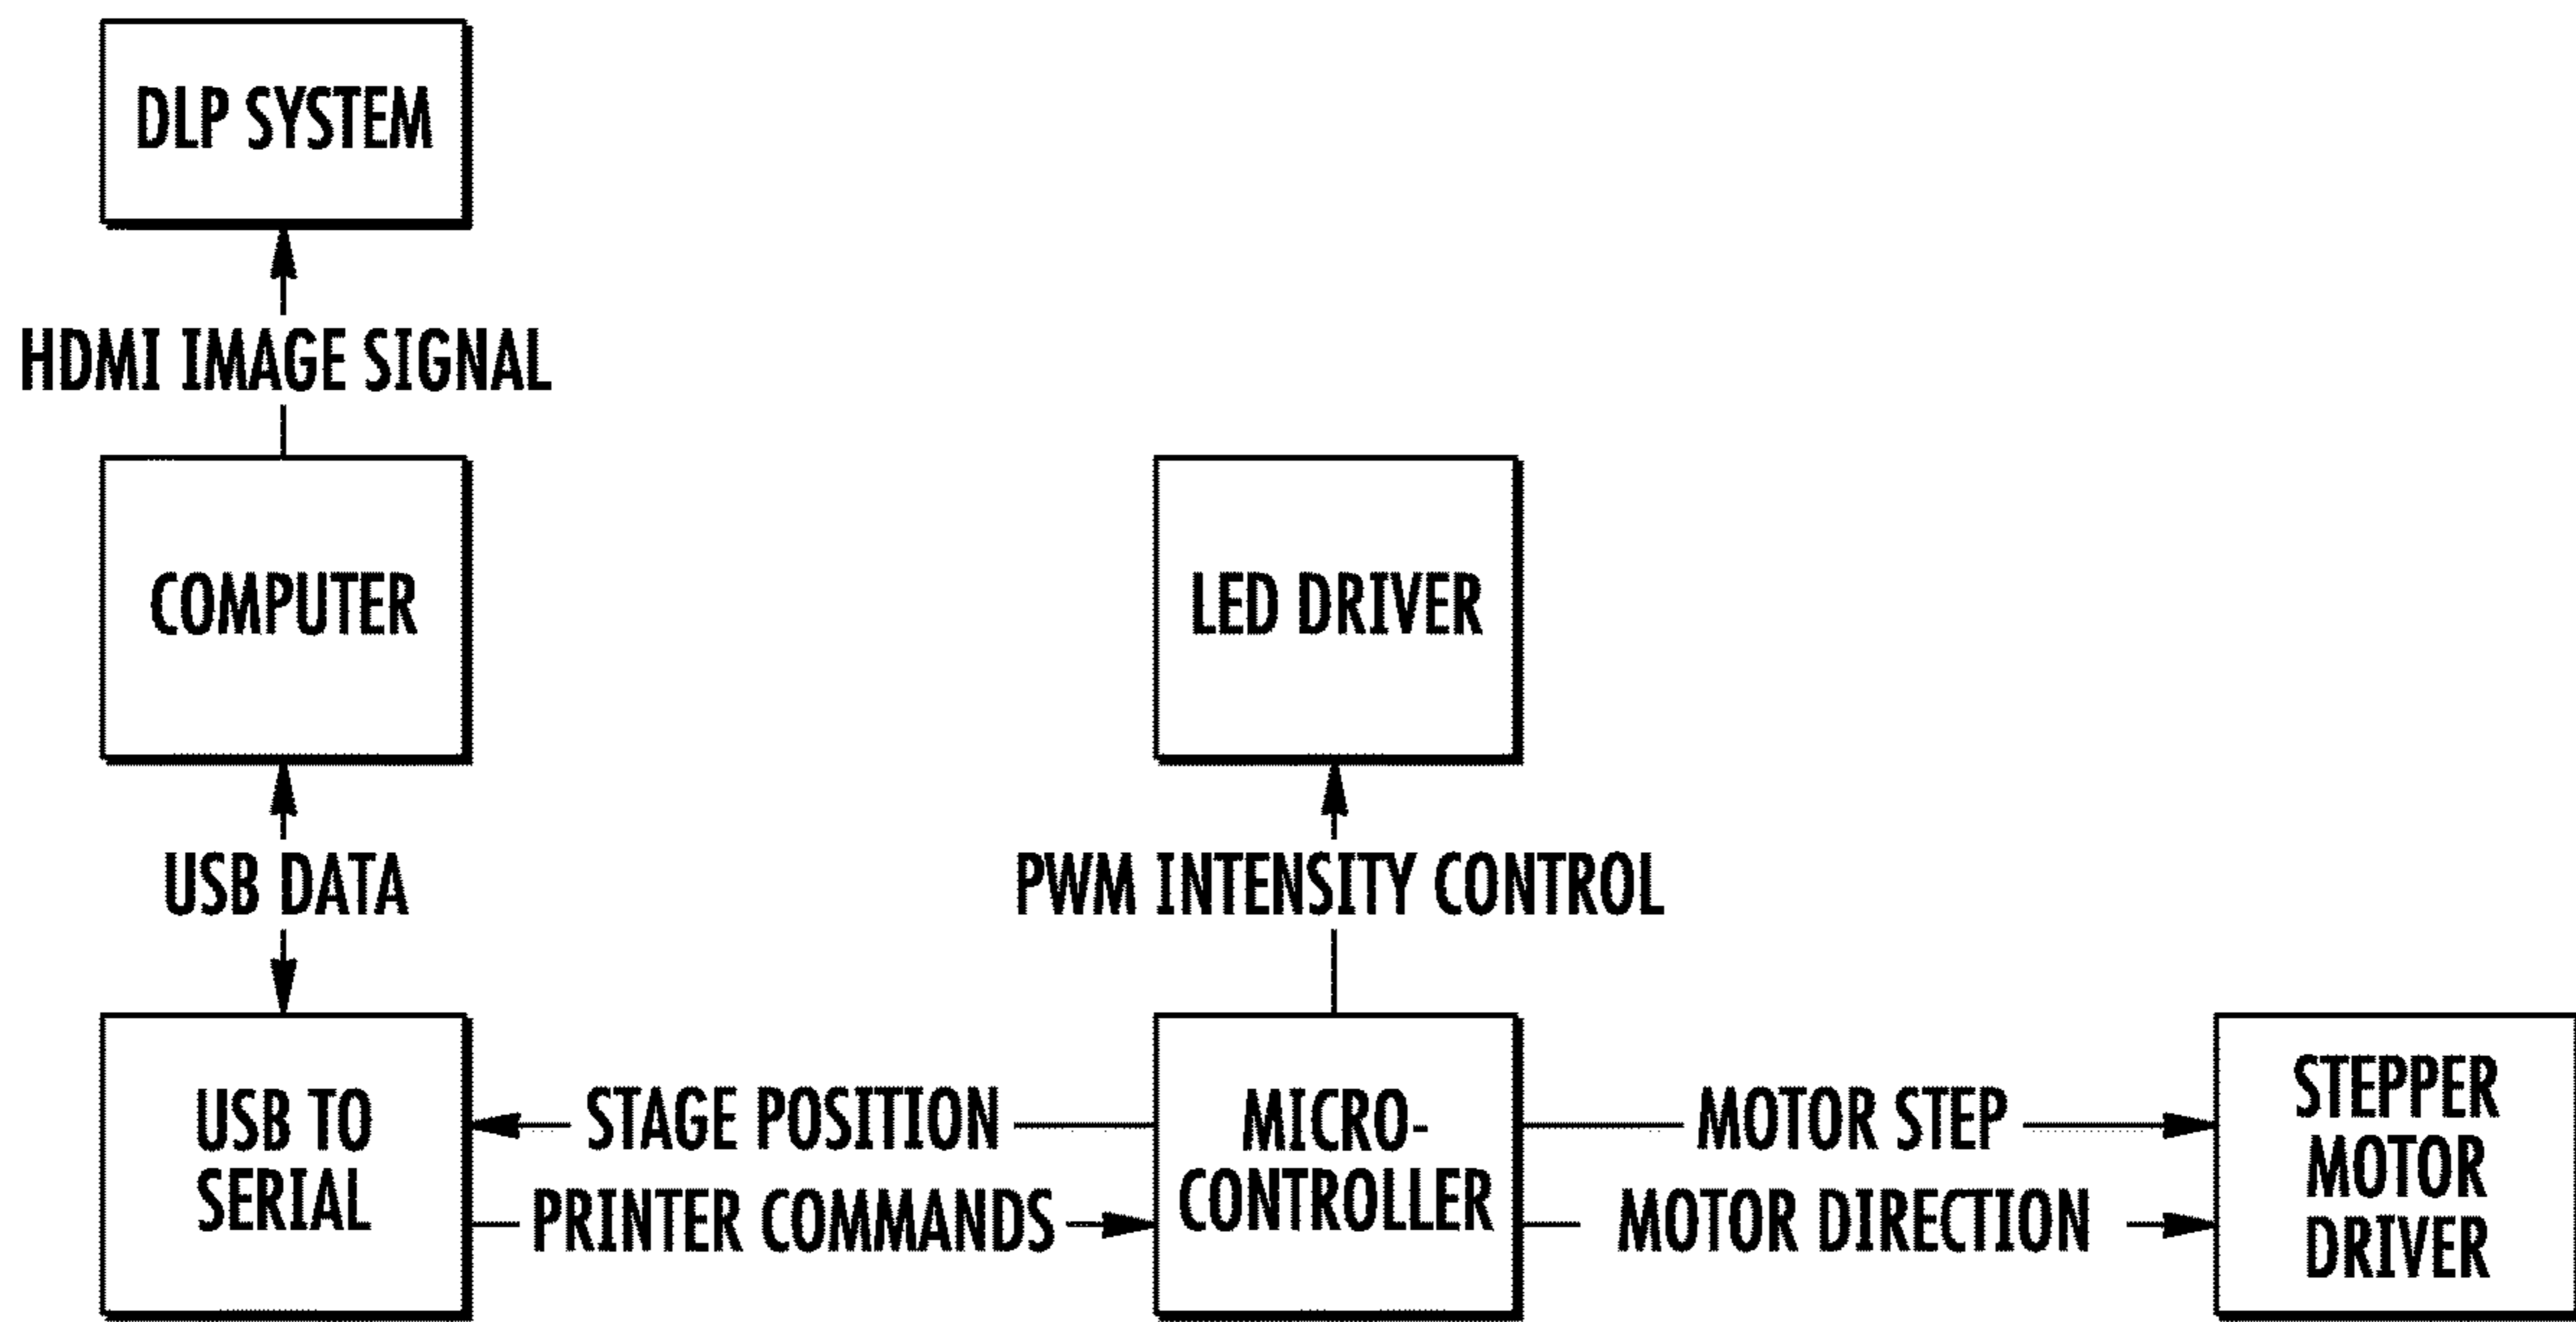 DLP SYSTEM
HDMI IMAGE SIGNAL
COMPUTER
LED DRIVER
USB DATA
PWM INTENSITY CONTROL
USB TO
SERIAL
STAGE POSITION
PRINTER COMMANDS
MICRO-
CONTROLLER
MOTOR STEP
MOTOR DIRECTION
STEPPER
MOTOR
DRIVER